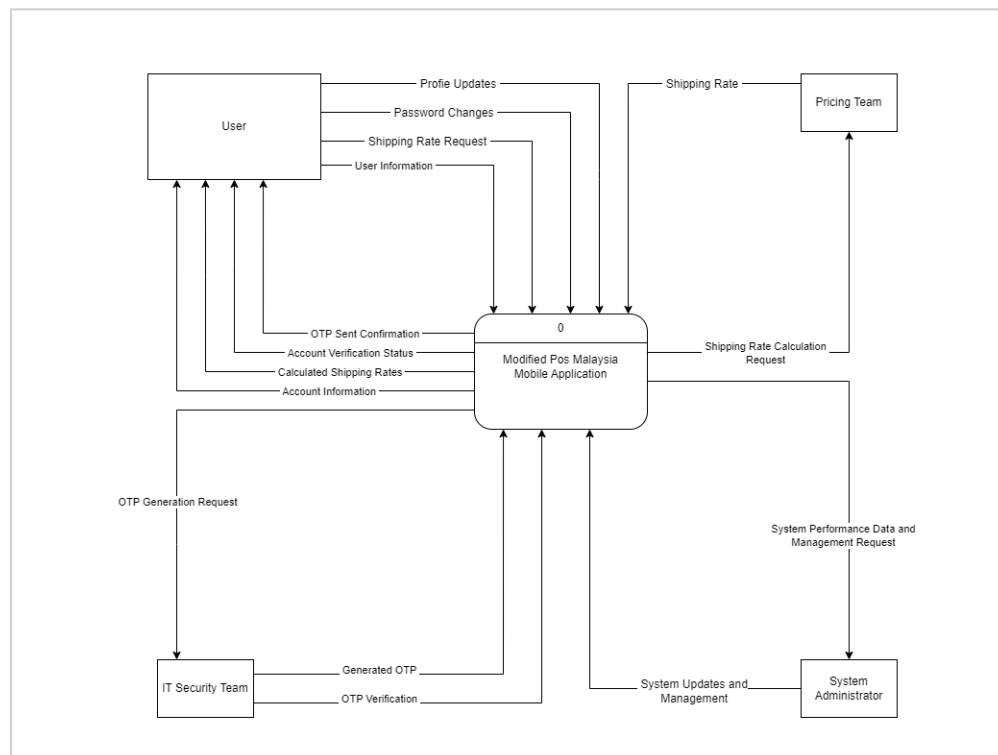 Profie Updates
Shipping Rate
Pricing Team
Password Changes
User
Shipping Rate Request
User Information
0
OTP Sent Confirmation
Account Verification Status
Calculated Shipping Rates
Account Information
Modified Pos Malaysia
Mobile Application
Shipping Rate Calculation
Request
OTP Generation Request
System Performance Data and
Management Request
Generated OTP
IT Security Team
OTP Verification
System Updates and
Management
System
Administrator